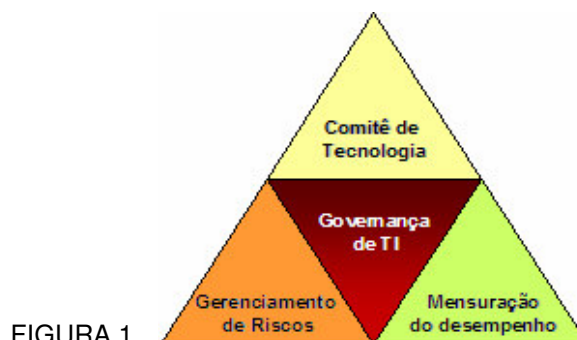 Comitê de
Tecnologia
Governança
de TI
Gerenciamento
de Riscos
Mensuração
do desempenho
FIGURA 1